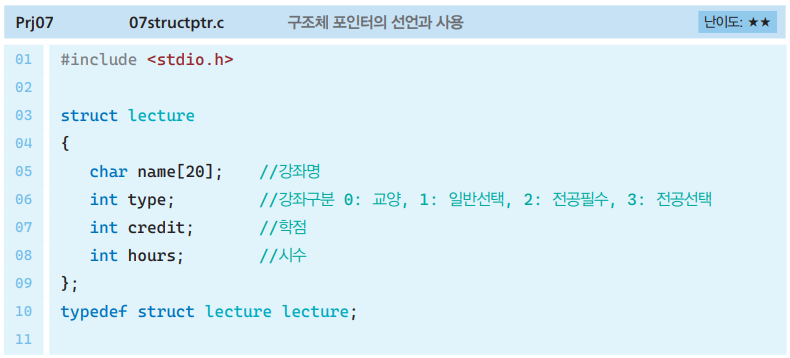 Prj07 07structptr.c 구조체 포인터의 선언과 사용 난이도: ★★
01 #include <stdio.h>
02
03 struct lecture
04 {
05 char name[20]; //강좌명
06 int type; //강좌구분 0: 교양, 1: 일반선택, 2: 전공필수, 3: 전공선택
07 int credit; //학점
08 int hours; //시수
09 };
10 typedef struct lecture lecture;
11